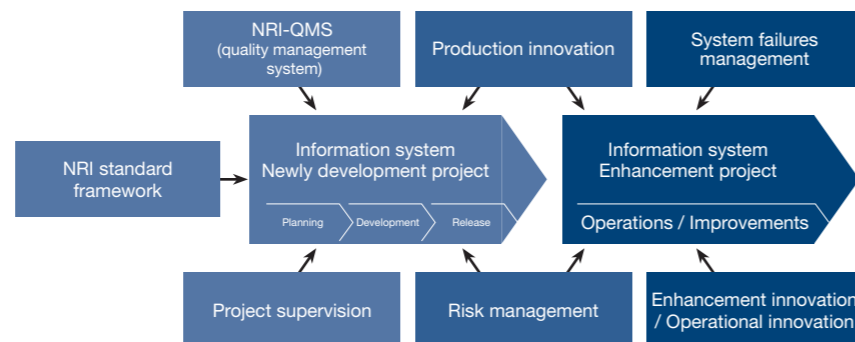 NRI-QMS
(quality management
system)
Production innovation
System failures
management
NRI standard
framework
Information system
Newly development project
Planning
Development
Release
Information system
Enhancement project
Operations / Improvements
Project supervision
Risk management
Enhancement innovation
/ Operational innovation